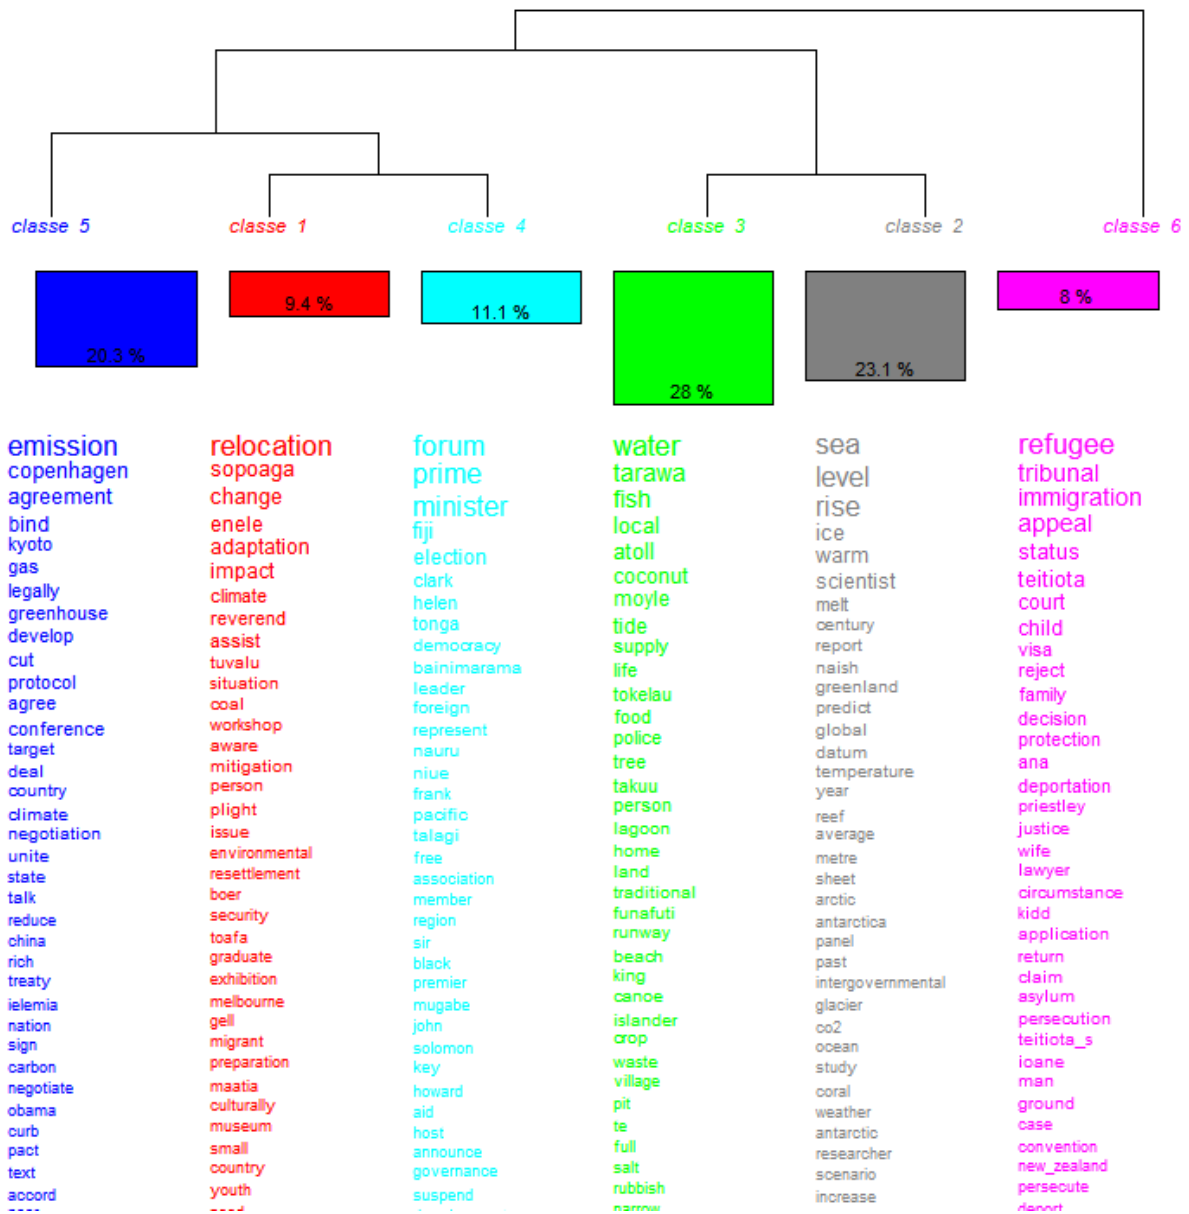 classe 5 classe 1 classe 4 classe 3 classe 2 classe 6
20.3 % 9.4 % 11.1 % 28 % 23.1 % 8 %
emission
copenhagen
agreement
bind
kyoto
gas
legally
greenhouse
develop
cut
protocol
agree
conference
target
deal
country
climate
negotiation
unite
state
talk
reduce
china
rich
treaty
ielemia
nation
sign
carbon
negotiate
obama
curb
pact
text
accord
relocation
sopoaga
change
enele
adaptation
impact
climate
reverend
assist
tuvalu
situation
coal
workshop
aware
mitigation
person
plight
issue
environmental
resettlement
boer
security
toafa
graduate
exhibition
melbourne
gell
migrant
preparation
maatia
culturally
museum
small
country
youth
forum
prime
minister
fiji
election
clark
helen
tonga
democracy
bainimarama
leader
foreign
represent
nauru
niue
frank
pacific
talagi
free
association
member
region
sir
black
premier
mugabe
john
solomon
key
howard
aid
host
announce
governance
suspend
water
tarawa
fish
local
atoll
coconut
moyle
tide
supply
life
tokelau
food
police
tree
takuu
person
lagoon
home
land
traditional
funafuti
runway
beach
king
canoe
islander
crop
waste
village
pit
te
full
salt
rubbish
narrow
sea
level
rise
ice
warm
scientist
melt
century
report
naish
greenland
predict
global
datum
temperature
year
reef
average
metre
sheet
arctic
antarctica
panel
past
intergovernmental
glacier
co2
ocean
study
coral
weather
antarctic
researcher
scenario
increase
refugee
tribunal
immigration
appeal
status
teitiota
court
child
visa
reject
family
decision
protection
ana
deportation
priestley
justice
wife
lawyer
circumstance
kidd
application
return
claim
asylum
persecution
teitiota_s
ioane
man
ground
case
convention
new_zealand
persecute
deport